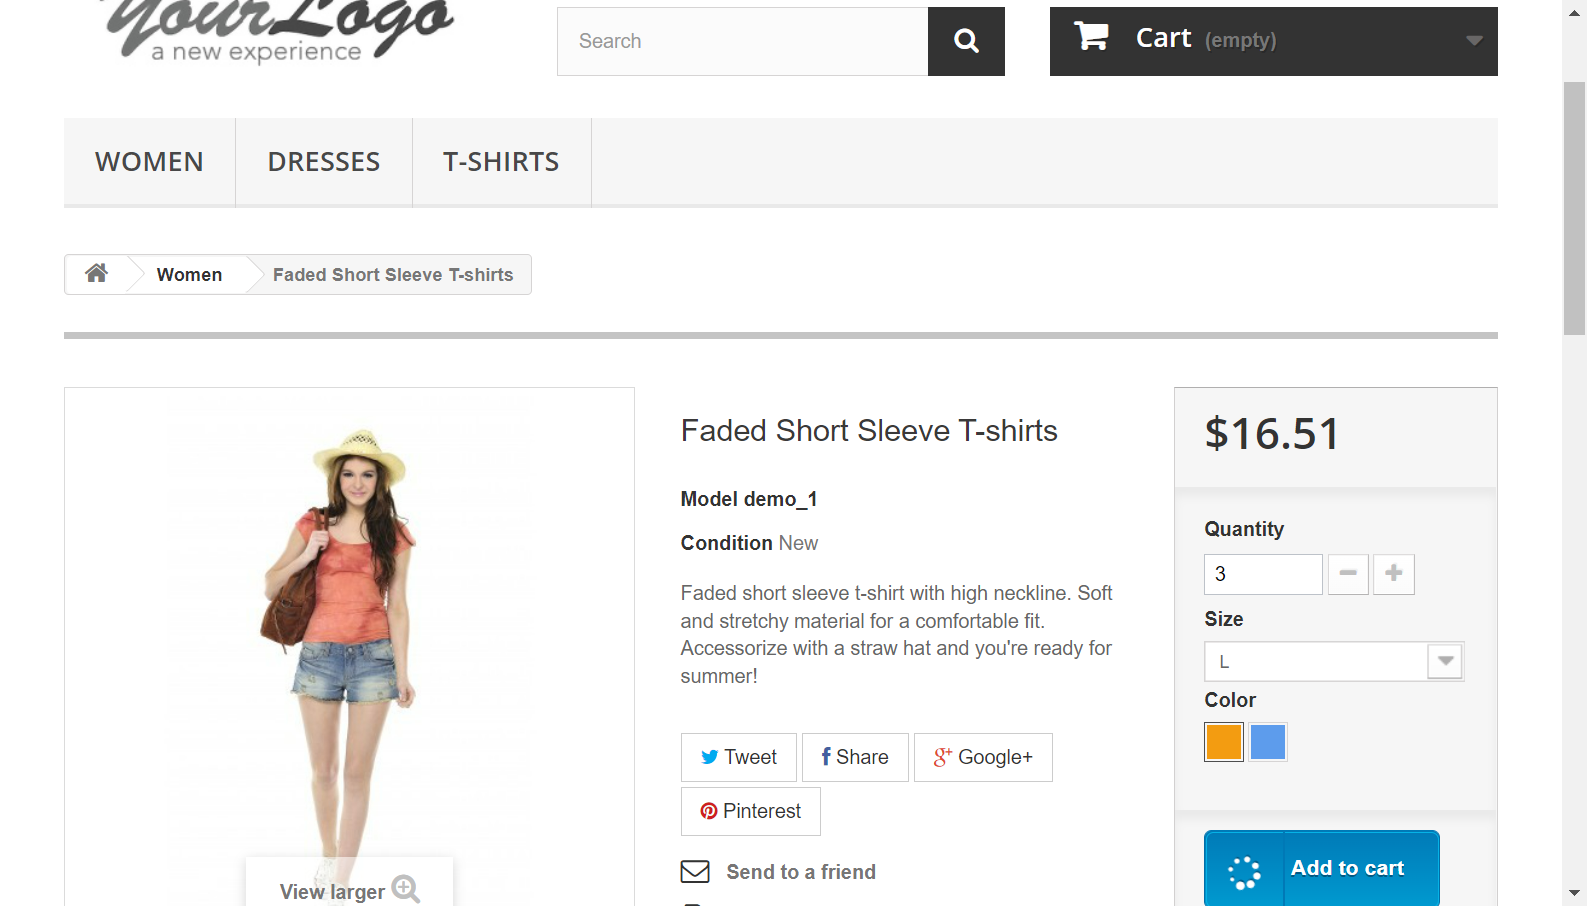 YourLogo
a new experience
Search
Cart (empty)
WOMEN
DRESSES
T-SHIRTS
Women
Faded Short Sleeve T-shirts
Faded Short Sleeve T-shirts
Model demo_1
Condition New
Faded short sleeve t-shirt with high neckline. Soft
and stretchy material for a comfortable fit.
Accessorize with a straw hat and you're ready for
summer!
Tweet
Share
Google+
Pinterest
Send to a friend
View larger
$16.51
Quantity
3
Size
L
Color
Add to cart